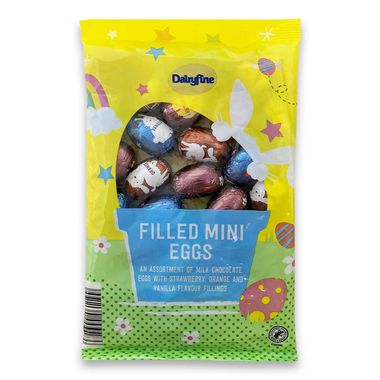 Dairyfine
FILLED MINI
EGGS
AN ASSORTMENT OF MILK CHOCOLATE
EGGS WITH STRAWBERRY, ORANGE AND
VANILLA FLAVOUR FILLINGS